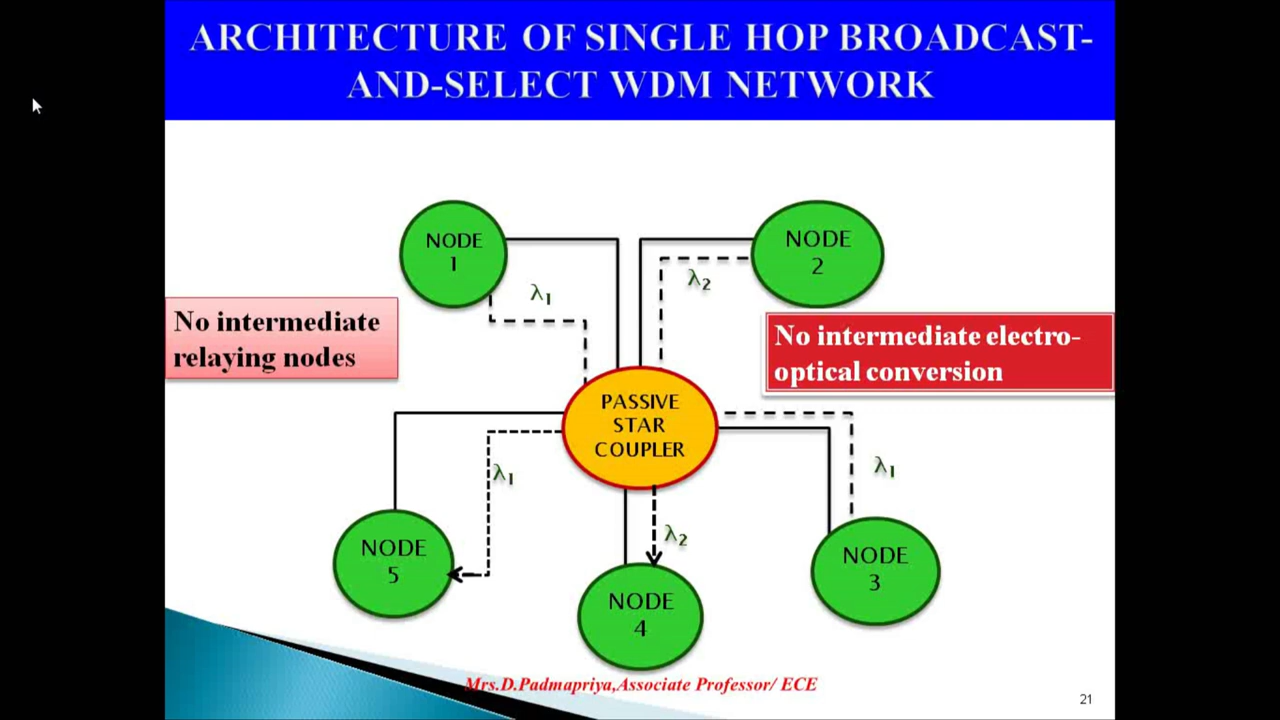 ARCHITECTURE OF SINGLE HOP BROADCAST-
AND-SELECT WDM NETWORK
NODE
1
NODE
2
λ1
λ2
No intermediate
relaying nodes
No intermediate electro-
optical conversion
PASSIVE
STAR
COUPLER
λ1
λ1
λ2
NODE
5
NODE
4
NODE
3
Mrs.D.Padmapriya,Associate Professor/ ECE
21